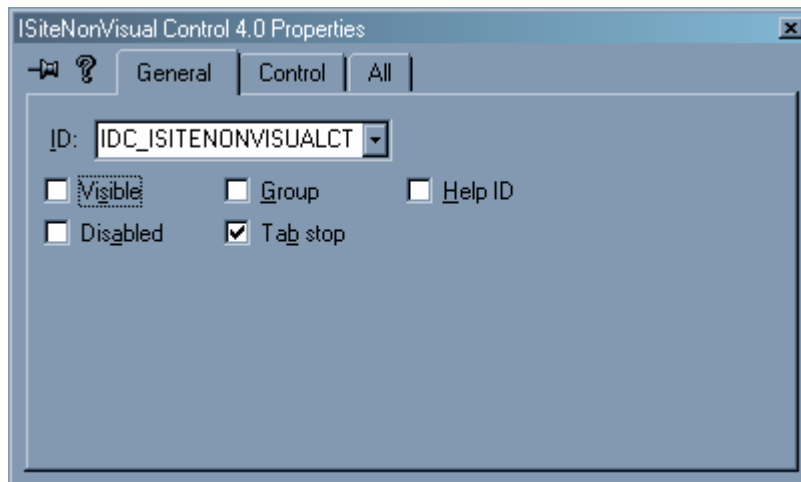 ISiteNonVisual Control 4.0 Properties
General Control All
ID: IDC_ISITENONVISUALCT
Visible Group Help ID
Disabled Tab stop